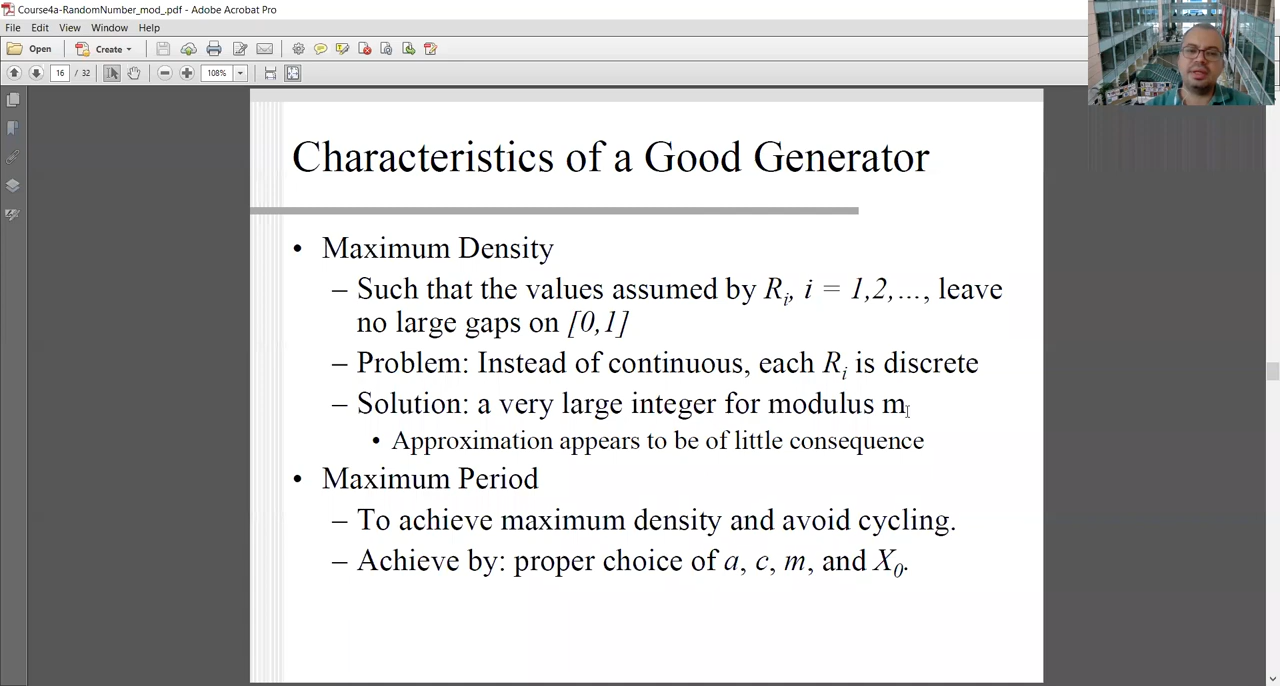 Course4a-RandomNumber_mod_.pdf - Adobe Acrobat Pro
File Edit View Window Help
Open Create
16 / 32 108%
Characteristics of a Good Generator
• Maximum Density
– Such that the values assumed by Ri, i = 1,2,…, leave
no large gaps on [0,1]
– Problem: Instead of continuous, each Ri is discrete
– Solution: a very large integer for modulus m
• Approximation appears to be of little consequence
• Maximum Period
– To achieve maximum density and avoid cycling.
– Achieve by: proper choice of a, c, m, and X0.